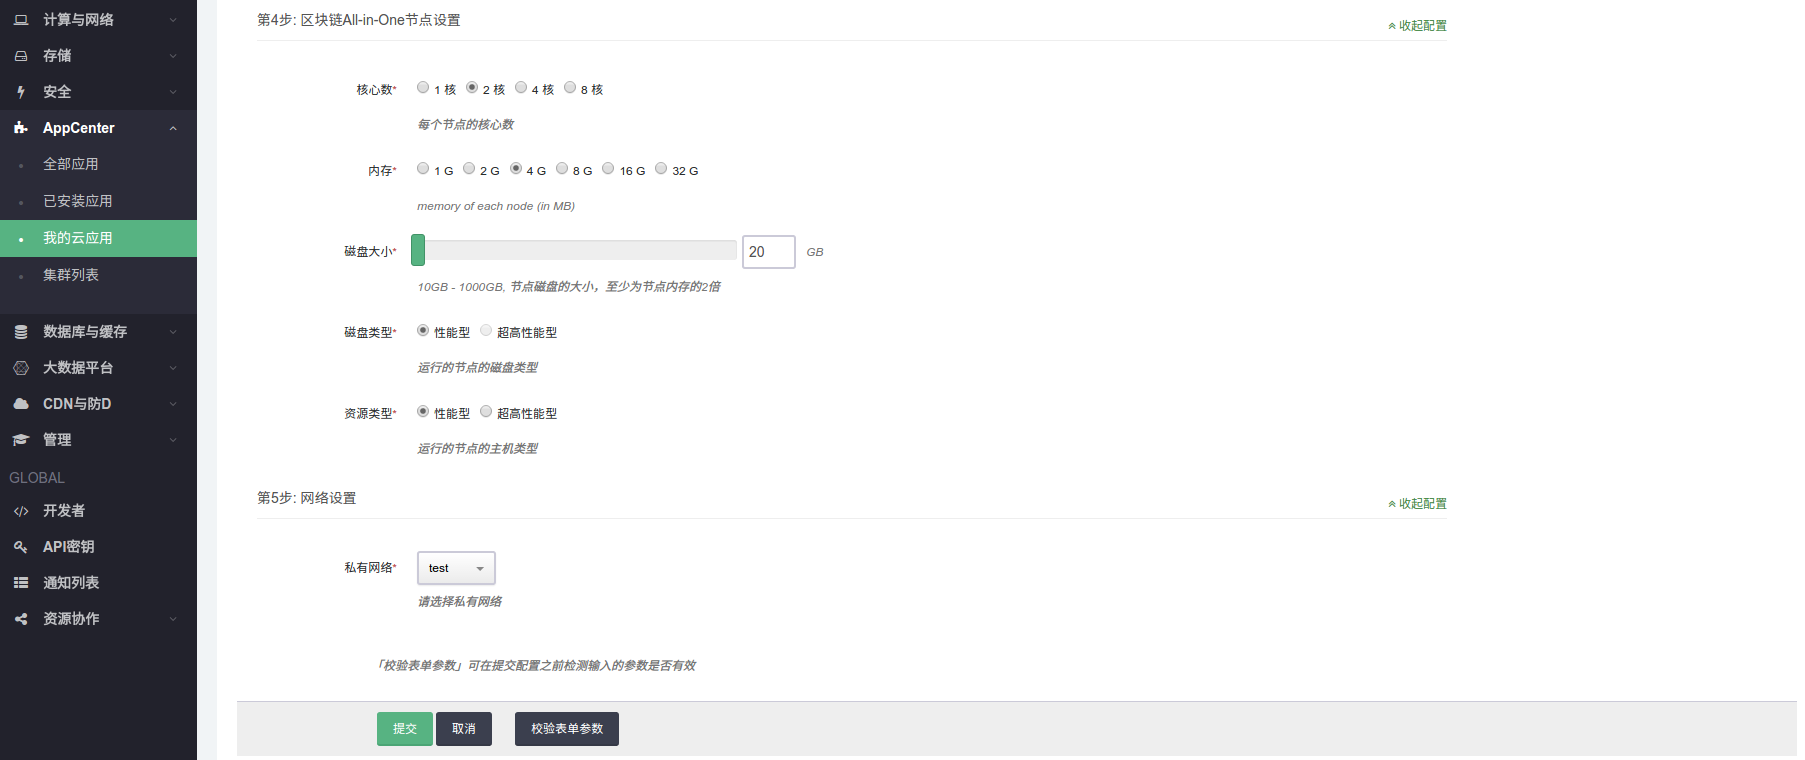 计算与网络
存储
安全
AppCenter
全部应用
已安装应用
我的云应用
集群列表
数据库与缓存
大数据平台
CDN与防D
管理
GLOBAL
开发者
API密钥
通知列表
资源协作
第4步: 区块链All-in-One节点设置
收起配置
核心数* 1 核 2 核 4 核 8 核
每个节点的核心数
内存* 1 G 2 G 4 G 8 G 16 G 32 G
memory of each node (in MB)
磁盘大小* 20 GB
10GB - 1000GB, 节点磁盘的大小，至少为节点内存的2倍
磁盘类型* 性能型 超高性能型
运行的节点的磁盘类型
资源类型* 性能型 超高性能型
运行的节点的主机类型
第5步: 网络设置
收起配置
私有网络* test
请选择私有网络
「校验表单参数」可在提交配置之前检测输入的参数是否有效
提交 取消 校验表单参数